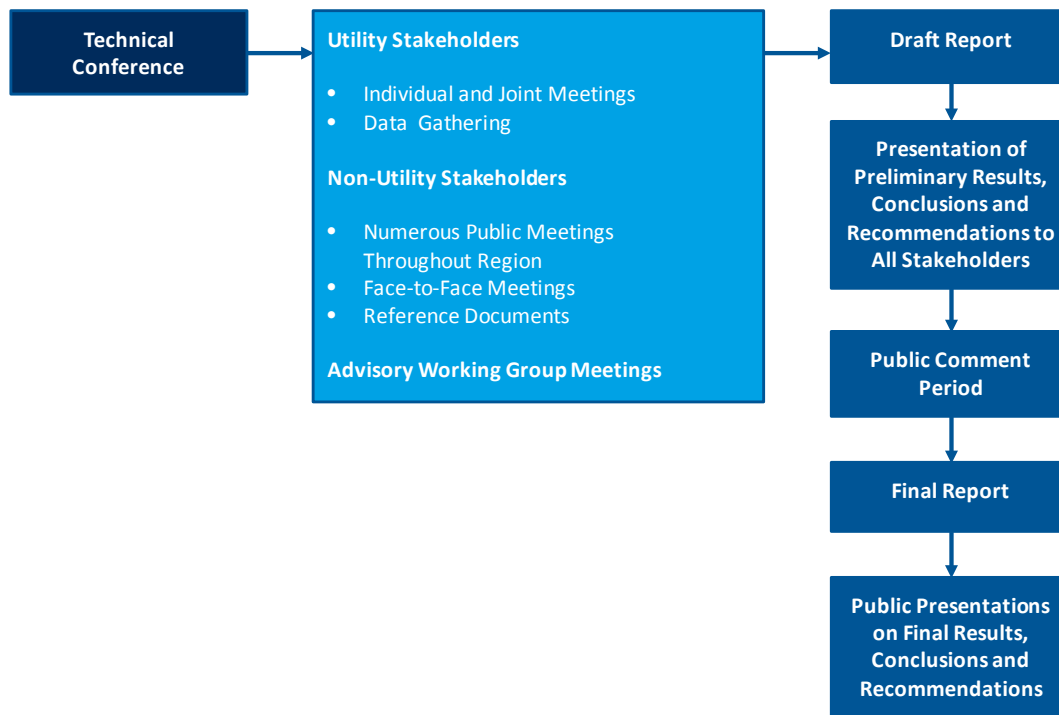 Technical
Conference
Utility Stakeholders
• Individual and Joint Meetings
• Data Gathering
Non-Utility Stakeholders
• Numerous Public Meetings
Throughout Region
• Face-to-Face Meetings
• Reference Documents
Advisory Working Group Meetings
Draft Report
Presentation of
Preliminary Results,
Conclusions and
Recommendations to
All Stakeholders
Public Comment
Period
Final Report
Public Presentations
on Final Results,
Conclusions and
Recommendations